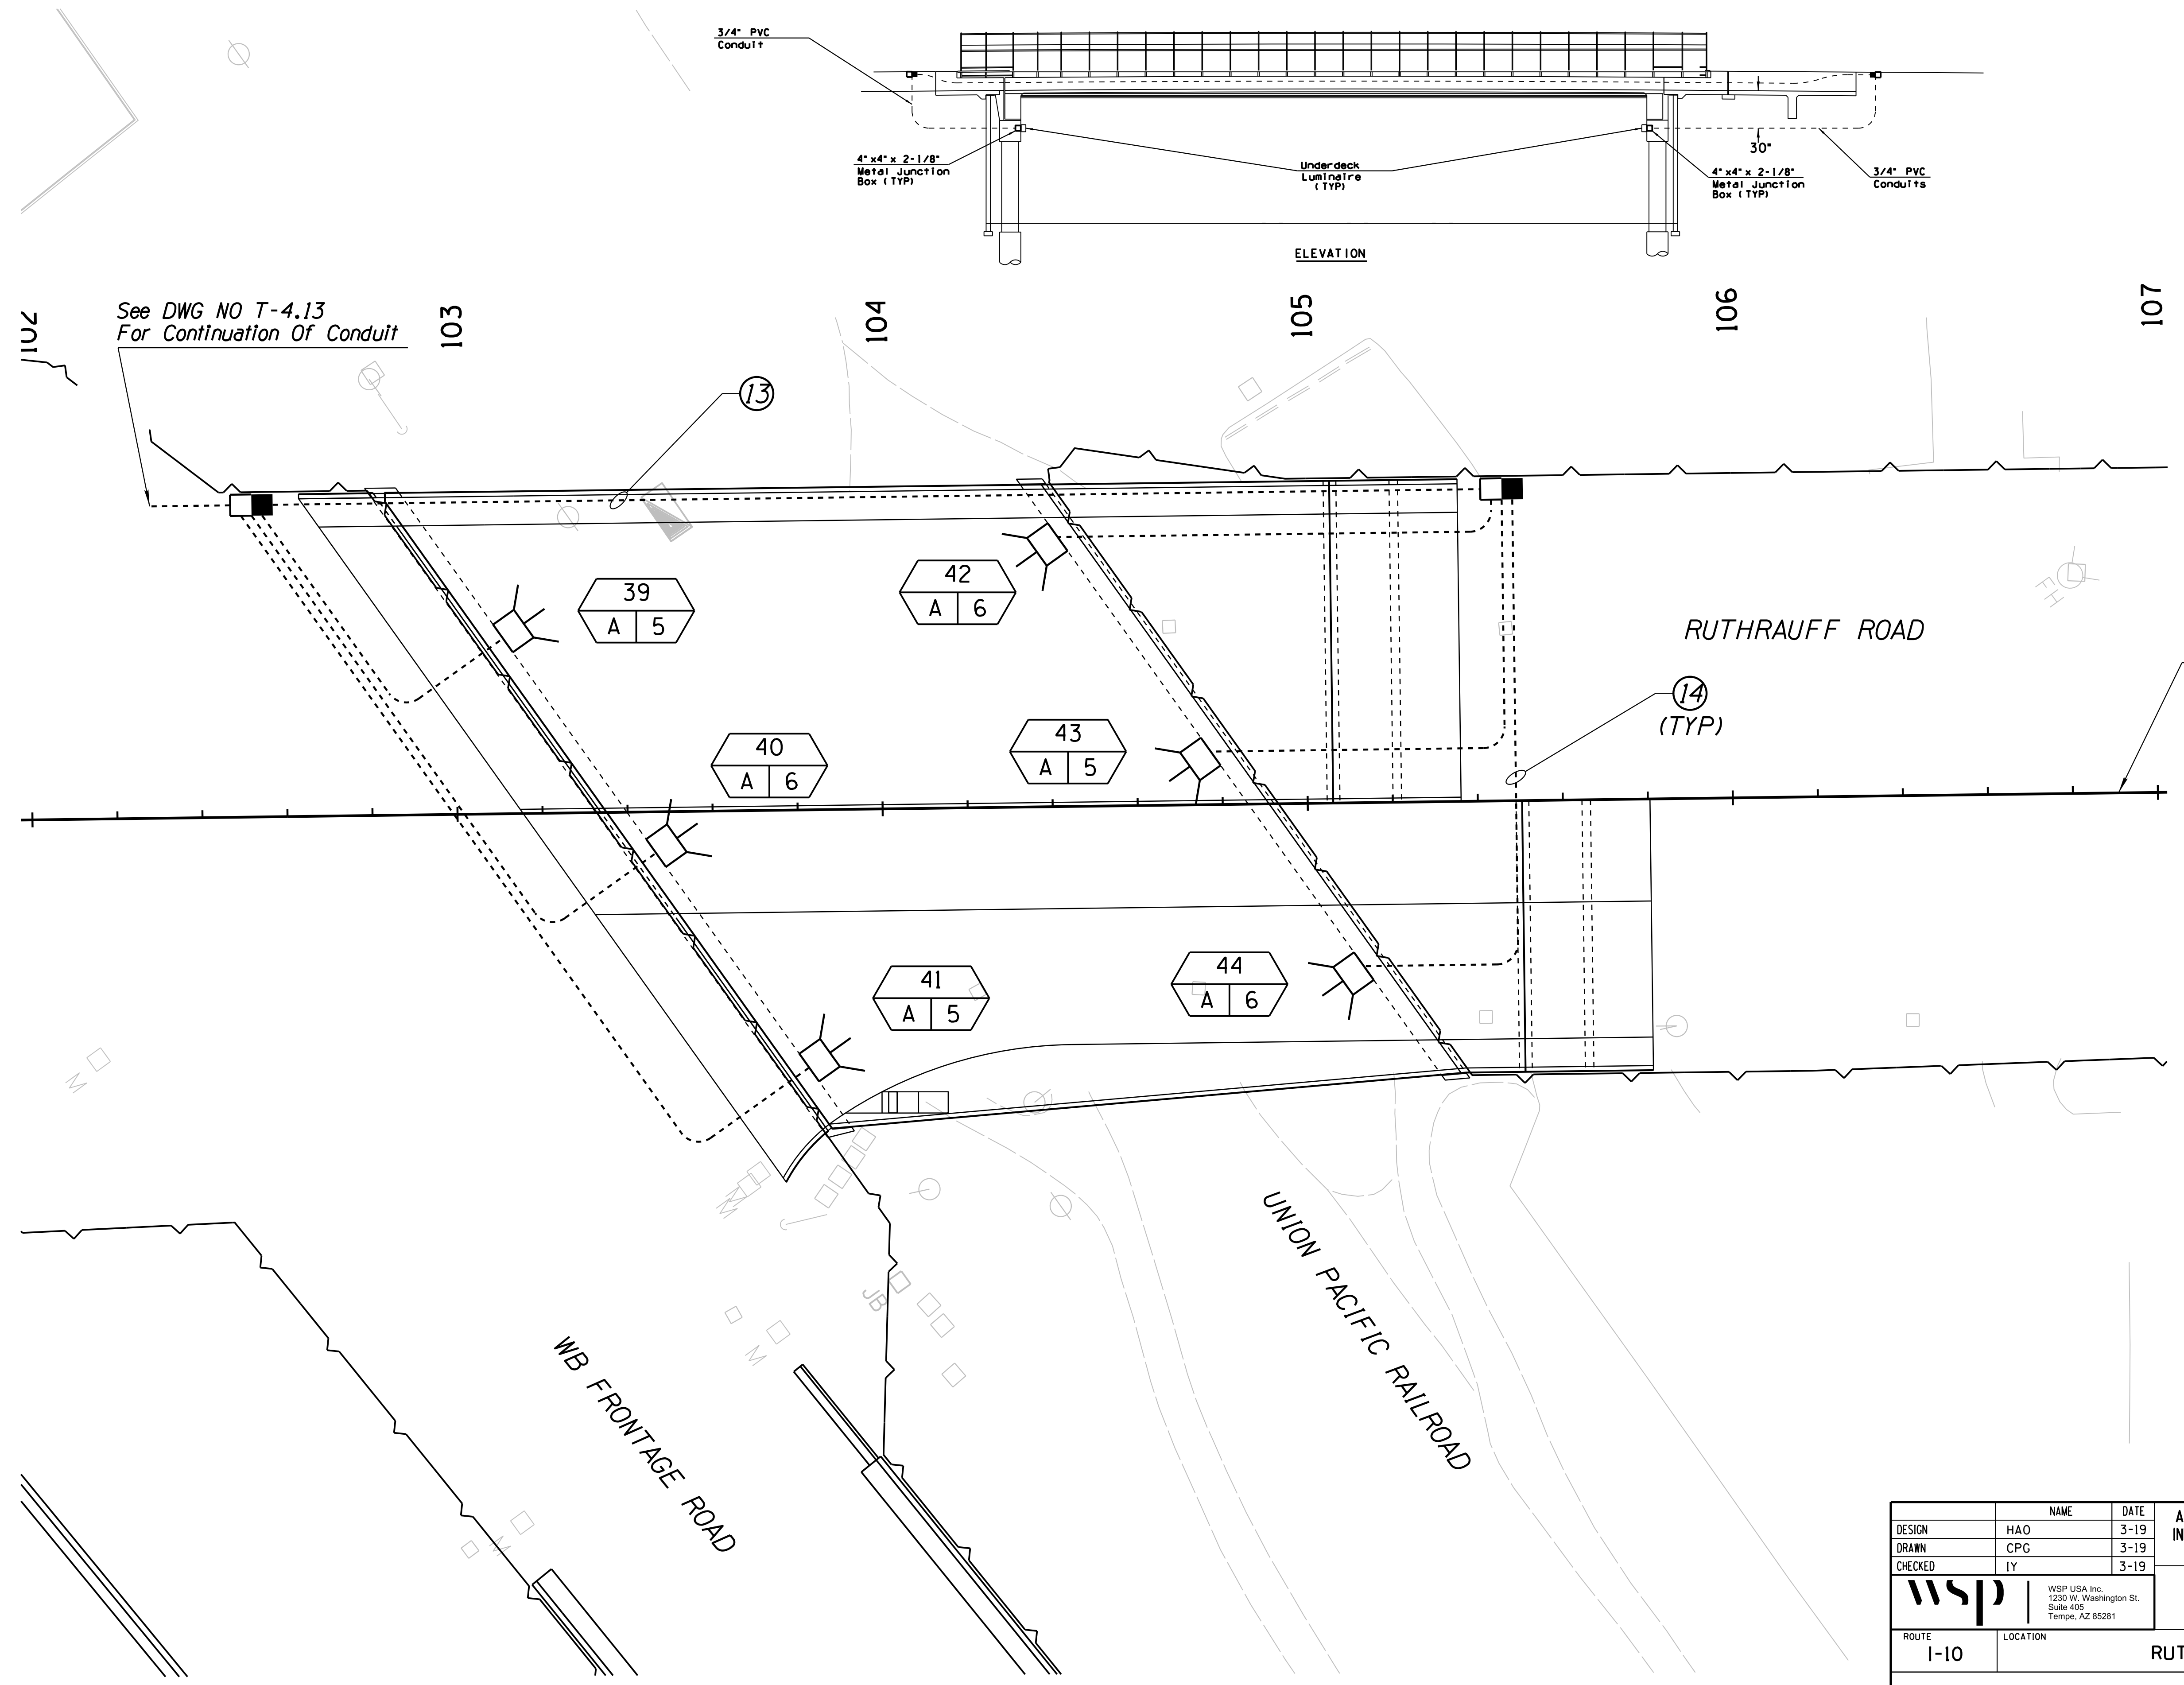 3/4" PVC
Conduit
4"x4"x 2-1/8"
Metal Junction
Box (TYP)
Underdeck
Luminaire
(TYP)
30"
4"x4"x 2-1/8"
Metal Junction
Box (TYP)
3/4" PVC
Conduits
ELEVATION
See DWG NO T-4.13
For Continuation Of Conduit
102
103
104
105
106
107
13
39
A 5
42
A 6
RUTHRAUFF ROAD
14
(TYP)
40
A 6
43
A 5
41
A 5
44
A 6
M
M
M
JB
M
M
H
H
WB FRONTAGE ROAD
UNION PACIFIC RAILROAD
NAME DATE
DESIGN HAO 3-19
DRAWN CPG 3-19
CHECKED IY 3-19
wsp
WSP USA Inc.
1230 W. Washington St.
Suite 405
Tempe, AZ 85281
ROUTE
I-10
LOCATION